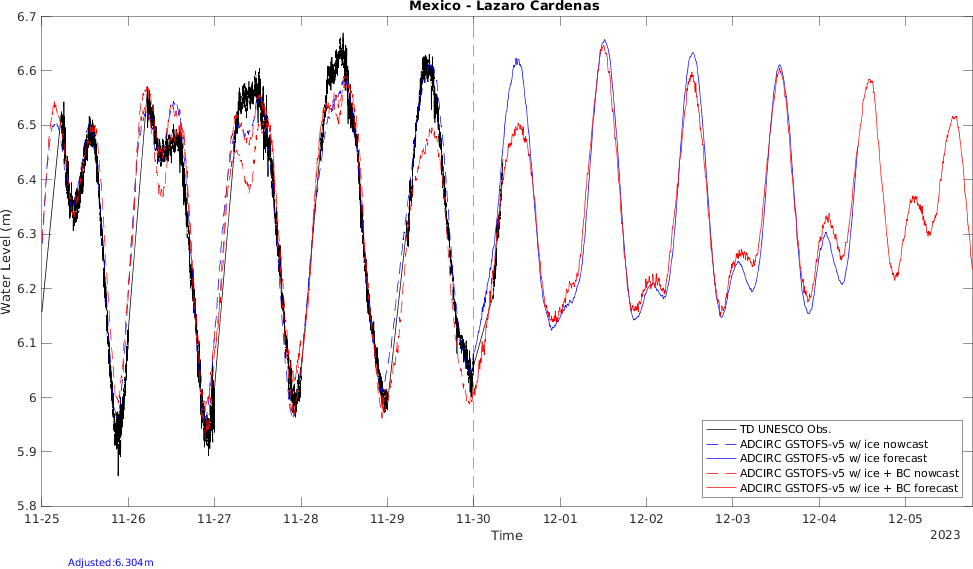 Mexico - Lazaro Cardenas
6.7
6.6
6.5
6.4
6.3
6.2
6.1
6
5.9
5.8
Water Level (m)
11-25
11-26
11-27
11-28
11-29
11-30
12-01
12-02
12-03
12-04
12-05
Time
2023
TD UNESCO Obs.
ADCIRC GSTOFS-v5 w/ ice nowcast
ADCIRC GSTOFS-v5 w/ ice forecast
ADCIRC GSTOFS-v5 w/ ice + BC nowcast
ADCIRC GSTOFS-v5 w/ ice + BC forecast
Adjusted:6.304m